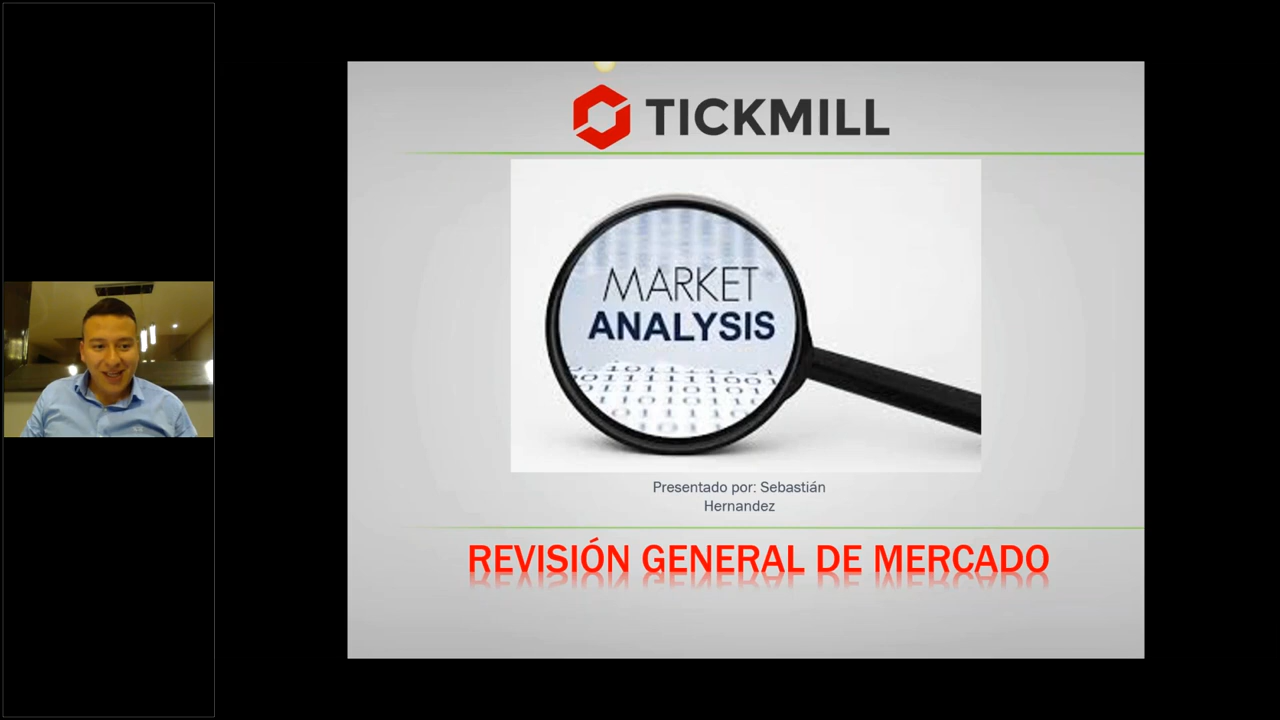 TICKMILL
MARKET
ANALYSIS
Presentado por: Sebastián
Hernandez
REVISIÓN GENERAL DE MERCADO